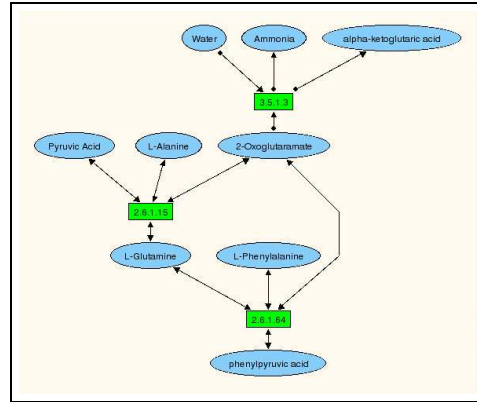 Water
Ammonia
alpha-ketoglutaric acid
3.5.1.3
Pyruvic Acid
L-Alanine
2-Oxoglutaramate
2.6.1.15
L-Glutamine
L-Phenylalanine
2.6.1.64
phenylpyruvic acid